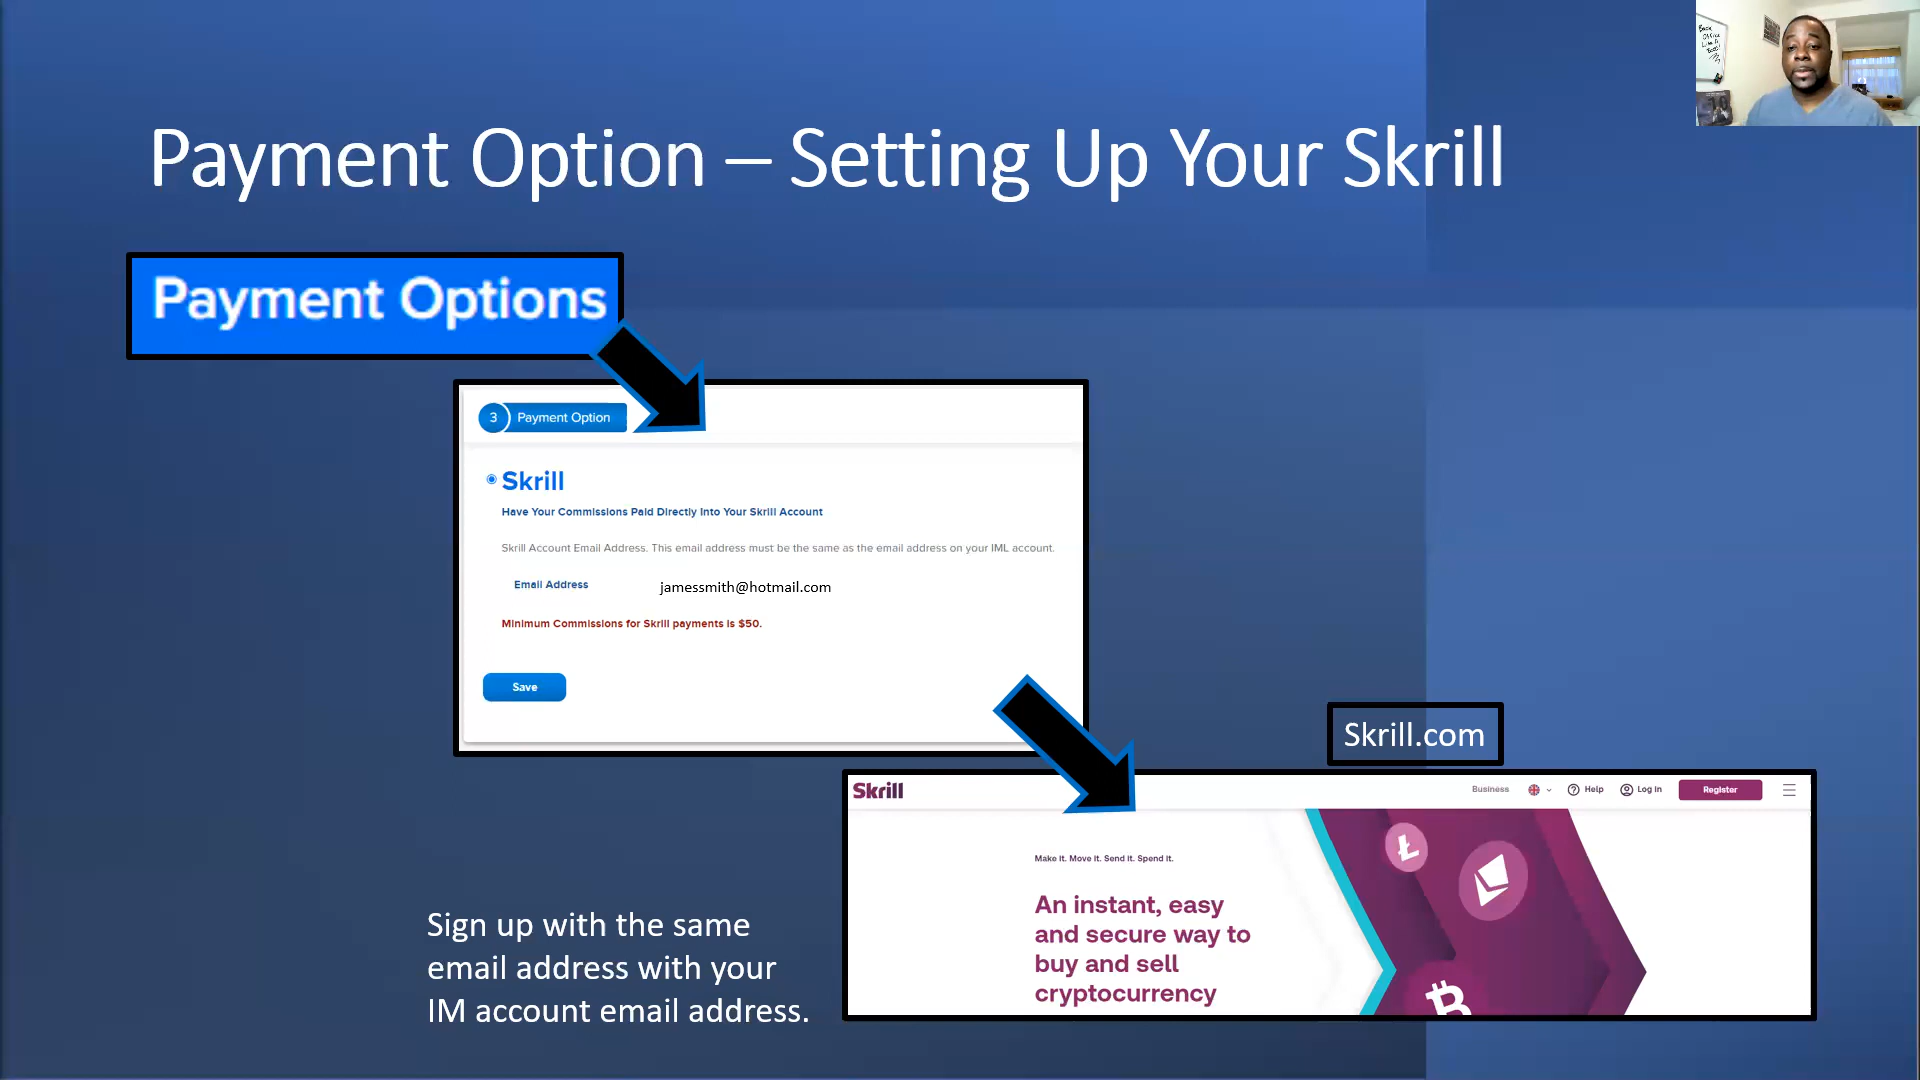 Back
Office
Like A
Boss!
Payment Option – Setting Up Your Skrill
Payment Options
3 Payment Option
Skrill
Have Your Commissions Paid Directly Into Your Skrill Account
Skrill Account Email Address. This email address must be the same as the email address on your IML account.
Email Address jamessmith@hotmail.com
Minimum Commissions for Skrill payments is $50.
Save
Skrill.com
Skrill Business Help Log in Register
Make it. Move it. Send it. Spend it.
An instant, easy
and secure way to
buy and sell
cryptocurrency
Sign up with the same
email address with your
IM account email address.